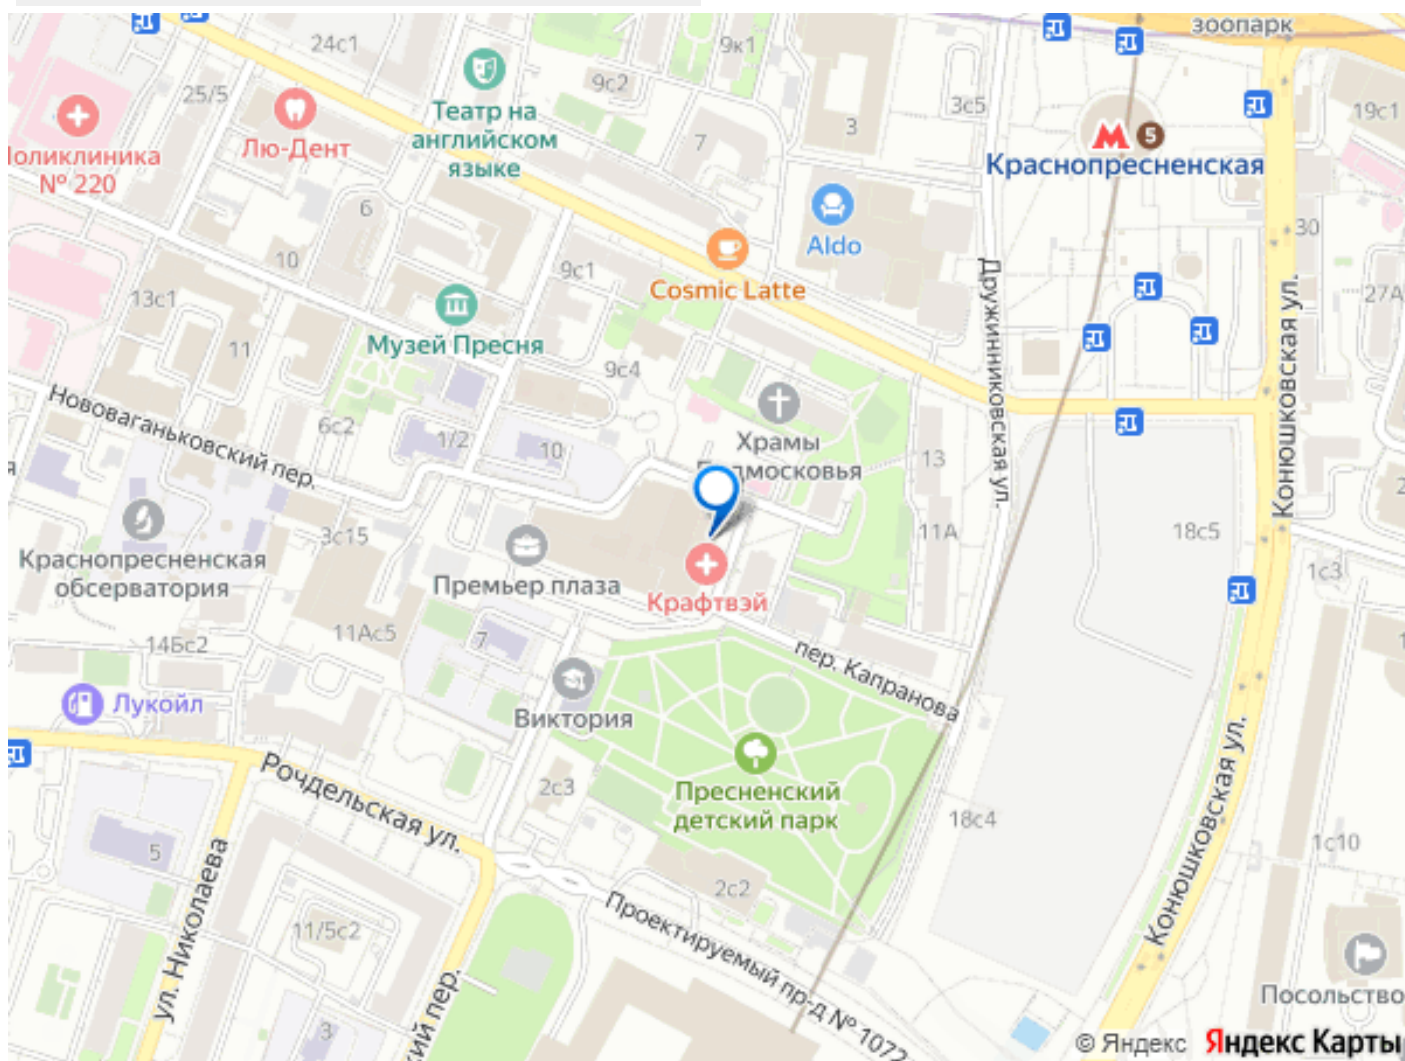 зоопарк
24с1
9к1
9с2
25/5
3с5
19с1
Театр на
английском
языке
Лю-Дент
3
7
5
Краснопресненская
№ 220
6
Aldo
30
10
9с1
Cosmic Latte
13с1
27А
Дружинниковская ул.
Конюшковская ул.
Музей Пресня
11
9с4
Нововаганьковский пер.
6с2
1/2
10
Храмы
13
11А
18с5
3с15
Краснопресненская
обсерватория
Премьер плаза
Крафтвэй
1с3
11Ас5
7
14Бс2
пер. Капранова
Лукойл
Виктория
Рочдельская ул.
2с3
Пресненский
детский парк
18с4
Конюшковская ул.
5
1с10
2с2
ул. Николаева
11/5с2
Проектируемый пр-д № 1072
3
Посольство
© Яндекс Яндекс Карты